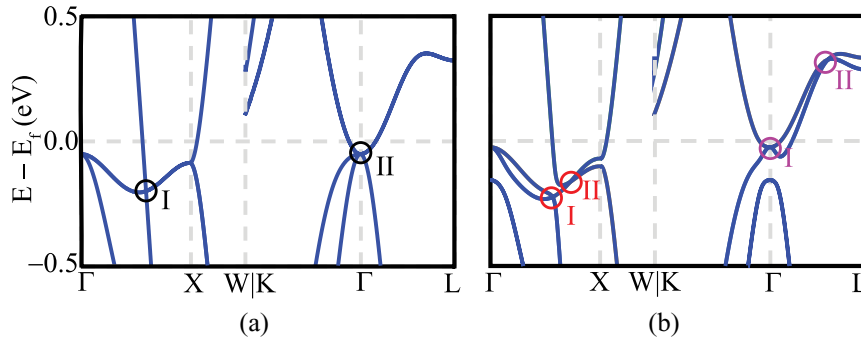 E − E_f (eV)
0.5
0.0
−0.5
I
II
Γ X W|K Γ L
(a)
I
II
I
II
Γ X W|K Γ L
(b)